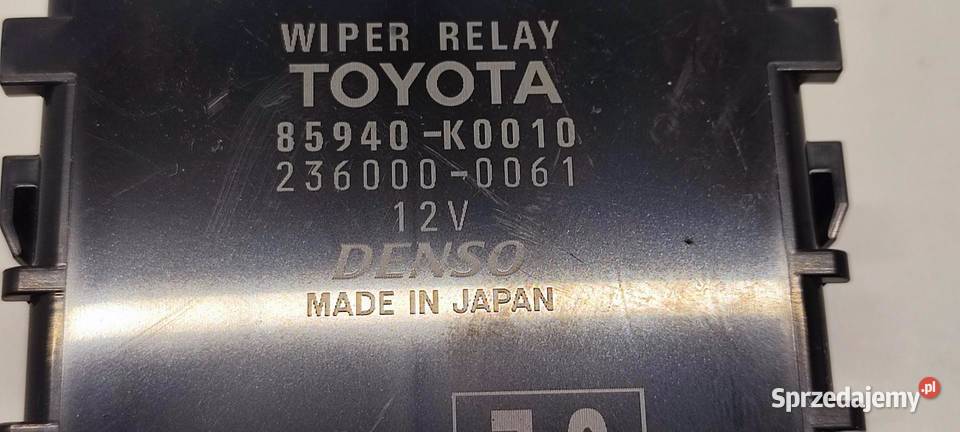 WIPER RELAY
TOYOTA
85940-K0010
236000-0061
12V
DENSO
MADE IN JAPAN
Sprzedajemy.pl